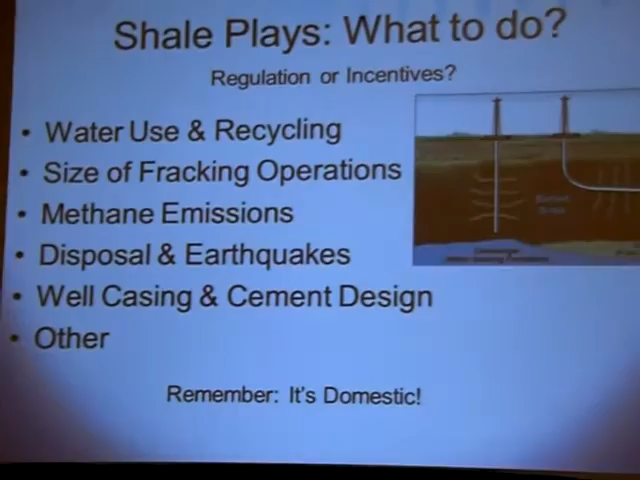 Shale Plays: What to do?
Regulation or Incentives?
• Water Use & Recycling
• Size of Fracking Operations
• Methane Emissions
• Disposal & Earthquakes
• Well Casing & Cement Design
• Other
Remember: It's Domestic!